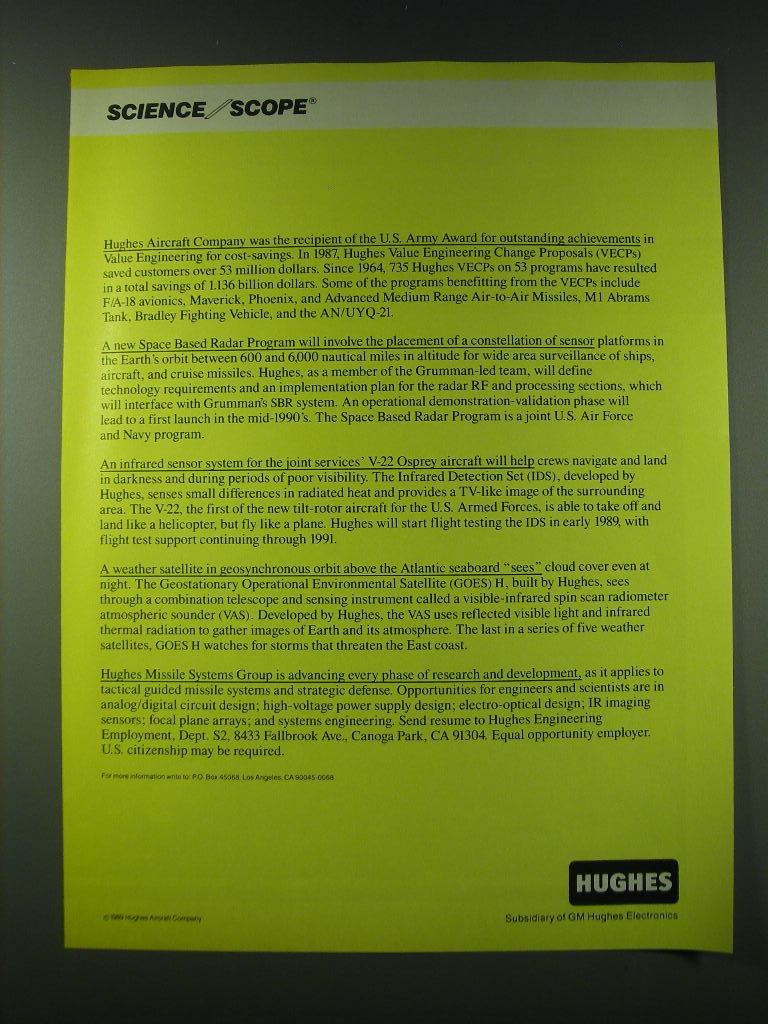 SCIENCE/SCOPE®
Hughes Aircraft Company was the recipient of the U.S. Army Award for outstanding achievements in
Value Engineering for cost-savings. In 1987, Hughes Value Engineering Change Proposals (VECPs)
saved customers over 53 million dollars. Since 1964, 735 Hughes VECPs on 53 programs have resulted
in a total savings of 1.136 billion dollars. Some of the programs benefitting from the VECPs include
F/A-18 avionics, Maverick, Phoenix, and Advanced Medium Range Air-to-Air Missiles, M1 Abrams
Tank, Bradley Fighting Vehicle, and the AN/UYQ-21.
A new Space Based Radar Program will involve the placement of a constellation of sensor platforms in
the Earth's orbit between 600 and 6,000 nautical miles in altitude for wide area surveillance of ships,
aircraft, and cruise missiles. Hughes, as a member of the Grumman-led team, will define
technology requirements and an implementation plan for the radar RF and processing sections, which
will interface with Grumman's SBR system. An operational demonstration-validation phase will
lead to a first launch in the mid-1990's. The Space Based Radar Program is a joint U.S. Air Force
and Navy program.
An infrared sensor system for the joint services' V-22 Osprey aircraft will help crews navigate and land
in darkness and during periods of poor visibility. The Infrared Detection Set (IDS), developed by
Hughes, senses small differences in radiated heat and provides a TV-like image of the surrounding
area. The V-22, the first of the new tilt-rotor aircraft for the U.S. Armed Forces, is able to take off and
land like a helicopter, but fly like a plane. Hughes will start flight testing the IDS in early 1989, with
flight test support continuing through 1991.
A weather satellite in geosynchronous orbit above the Atlantic seaboard "sees" cloud cover even at
night. The Geostationary Operational Environmental Satellite (GOES) H, built by Hughes, sees
through a combination telescope and sensing instrument called a visible-infrared spin scan radiometer
atmospheric sounder (VAS). Developed by Hughes, the VAS uses reflected visible light and infrared
thermal radiation to gather images of Earth and its atmosphere. The last in a series of five weather
satellites, GOES H watches for storms that threaten the East coast.
Hughes Missile Systems Group is advancing every phase of research and development, as it applies to
tactical guided missile systems and strategic defense. Opportunities for engineers and scientists are in
analog/digital circuit design; high-voltage power supply design; electro-optical design; IR imaging
sensors; focal plane arrays; and systems engineering. Send resume to Hughes Engineering
Employment, Dept. S2, 8433 Fallbrook Ave., Canoga Park, CA 91304. Equal opportunity employer.
U.S. citizenship may be required.
For more information write to: P.O. Box 45068, Los Angeles, CA 90045-0068
HUGHES
© 1989 Hughes Aircraft Company
Subsidiary of GM Hughes Electronics